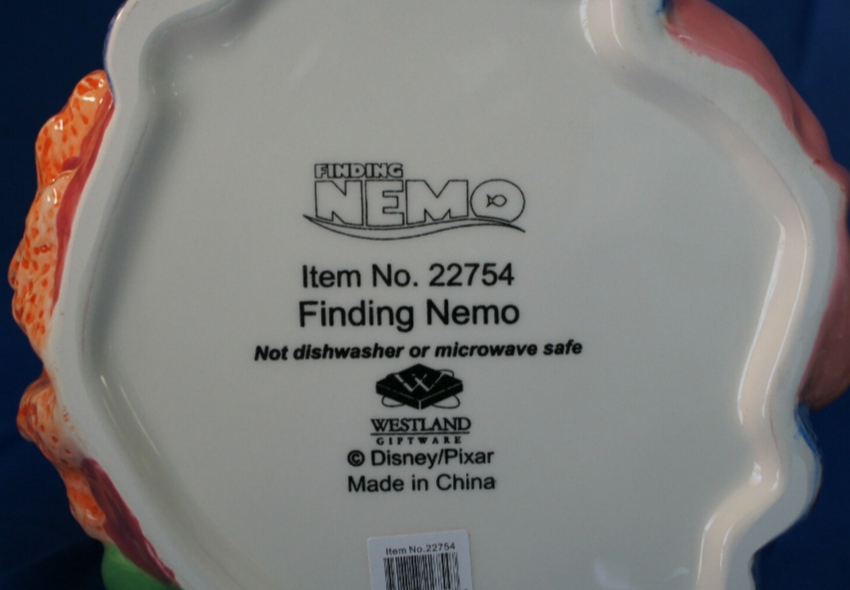 FINDING
NEMO
Item No. 22754
Finding Nemo
Not dishwasher or microwave safe
W
WESTLAND
GIFTWARE
© Disney/Pixar
Made in China
Item No.22754